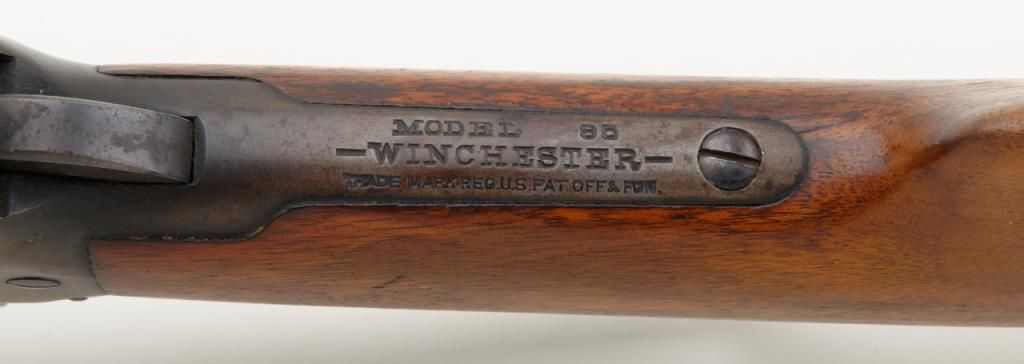 MODEL 95
—WINCHESTER—
TRADE MARK REG. U.S. PAT. OFF. & FGN.